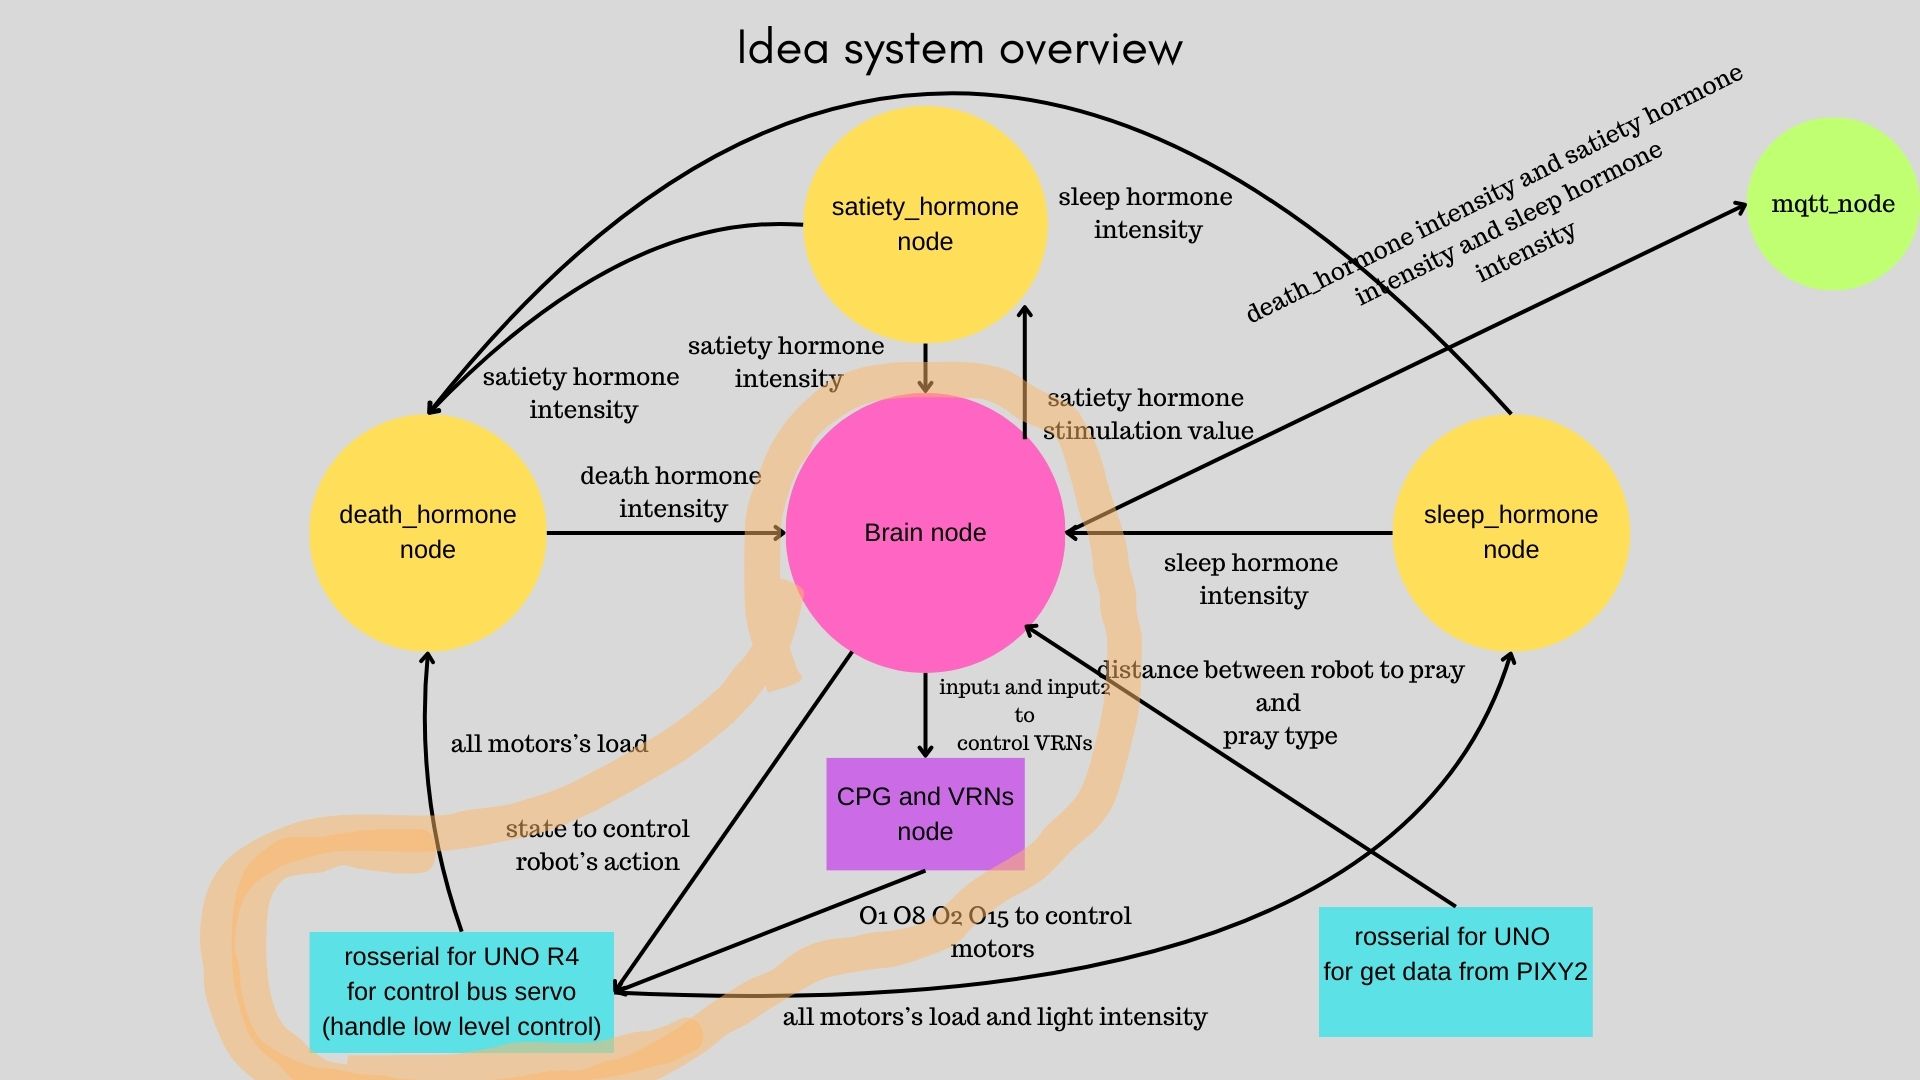 Idea system overview
death_hormone intensity and satiety hormone
intensity and sleep hormone
intensity
mqtt_node
satiety_hormone
node
sleep hormone
intensity
satiety hormone
intensity
satiety hormone
intensity
satiety hormone
stimulation value
death hormone
intensity
death_hormone
node
Brain node
sleep_hormone
node
sleep hormone
intensity
distance between robot to pray
and
pray type
input1 and input2
to
control VRNs
all motors’s load
CPG and VRNs
node
state to control
robot’s action
O1 O8 O2 O15 to control
motors
rosserial for UNO R4
for control bus servo
(handle low level control)
rosserial for UNO
for get data from PIXY2
all motors’s load and light intensity